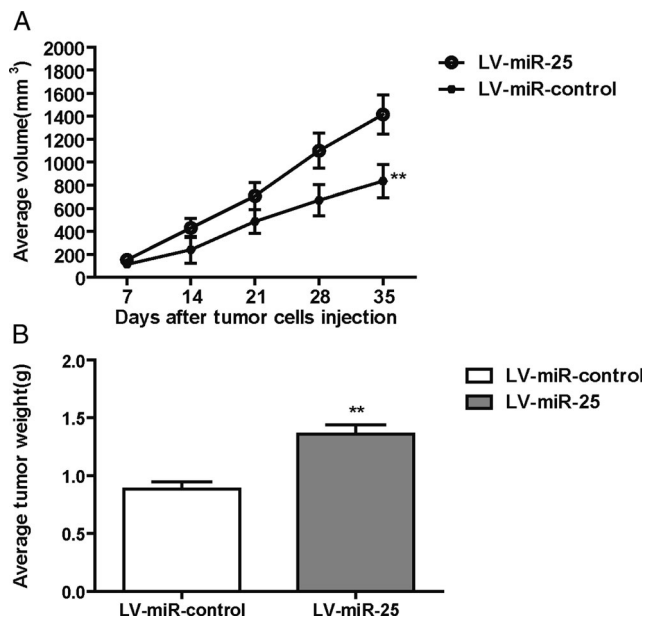 A
2000
1800
1600
1400
1200
1000
800
600
400
200
0
Average volume(mm³)
**
7 14 21 28 35
Days after tumor cells injection
LV-miR-25
LV-miR-control
B
2.0
1.5
1.0
0.5
0.0
Average tumor weight(g)
**
LV-miR-control LV-miR-25
LV-miR-control
LV-miR-25